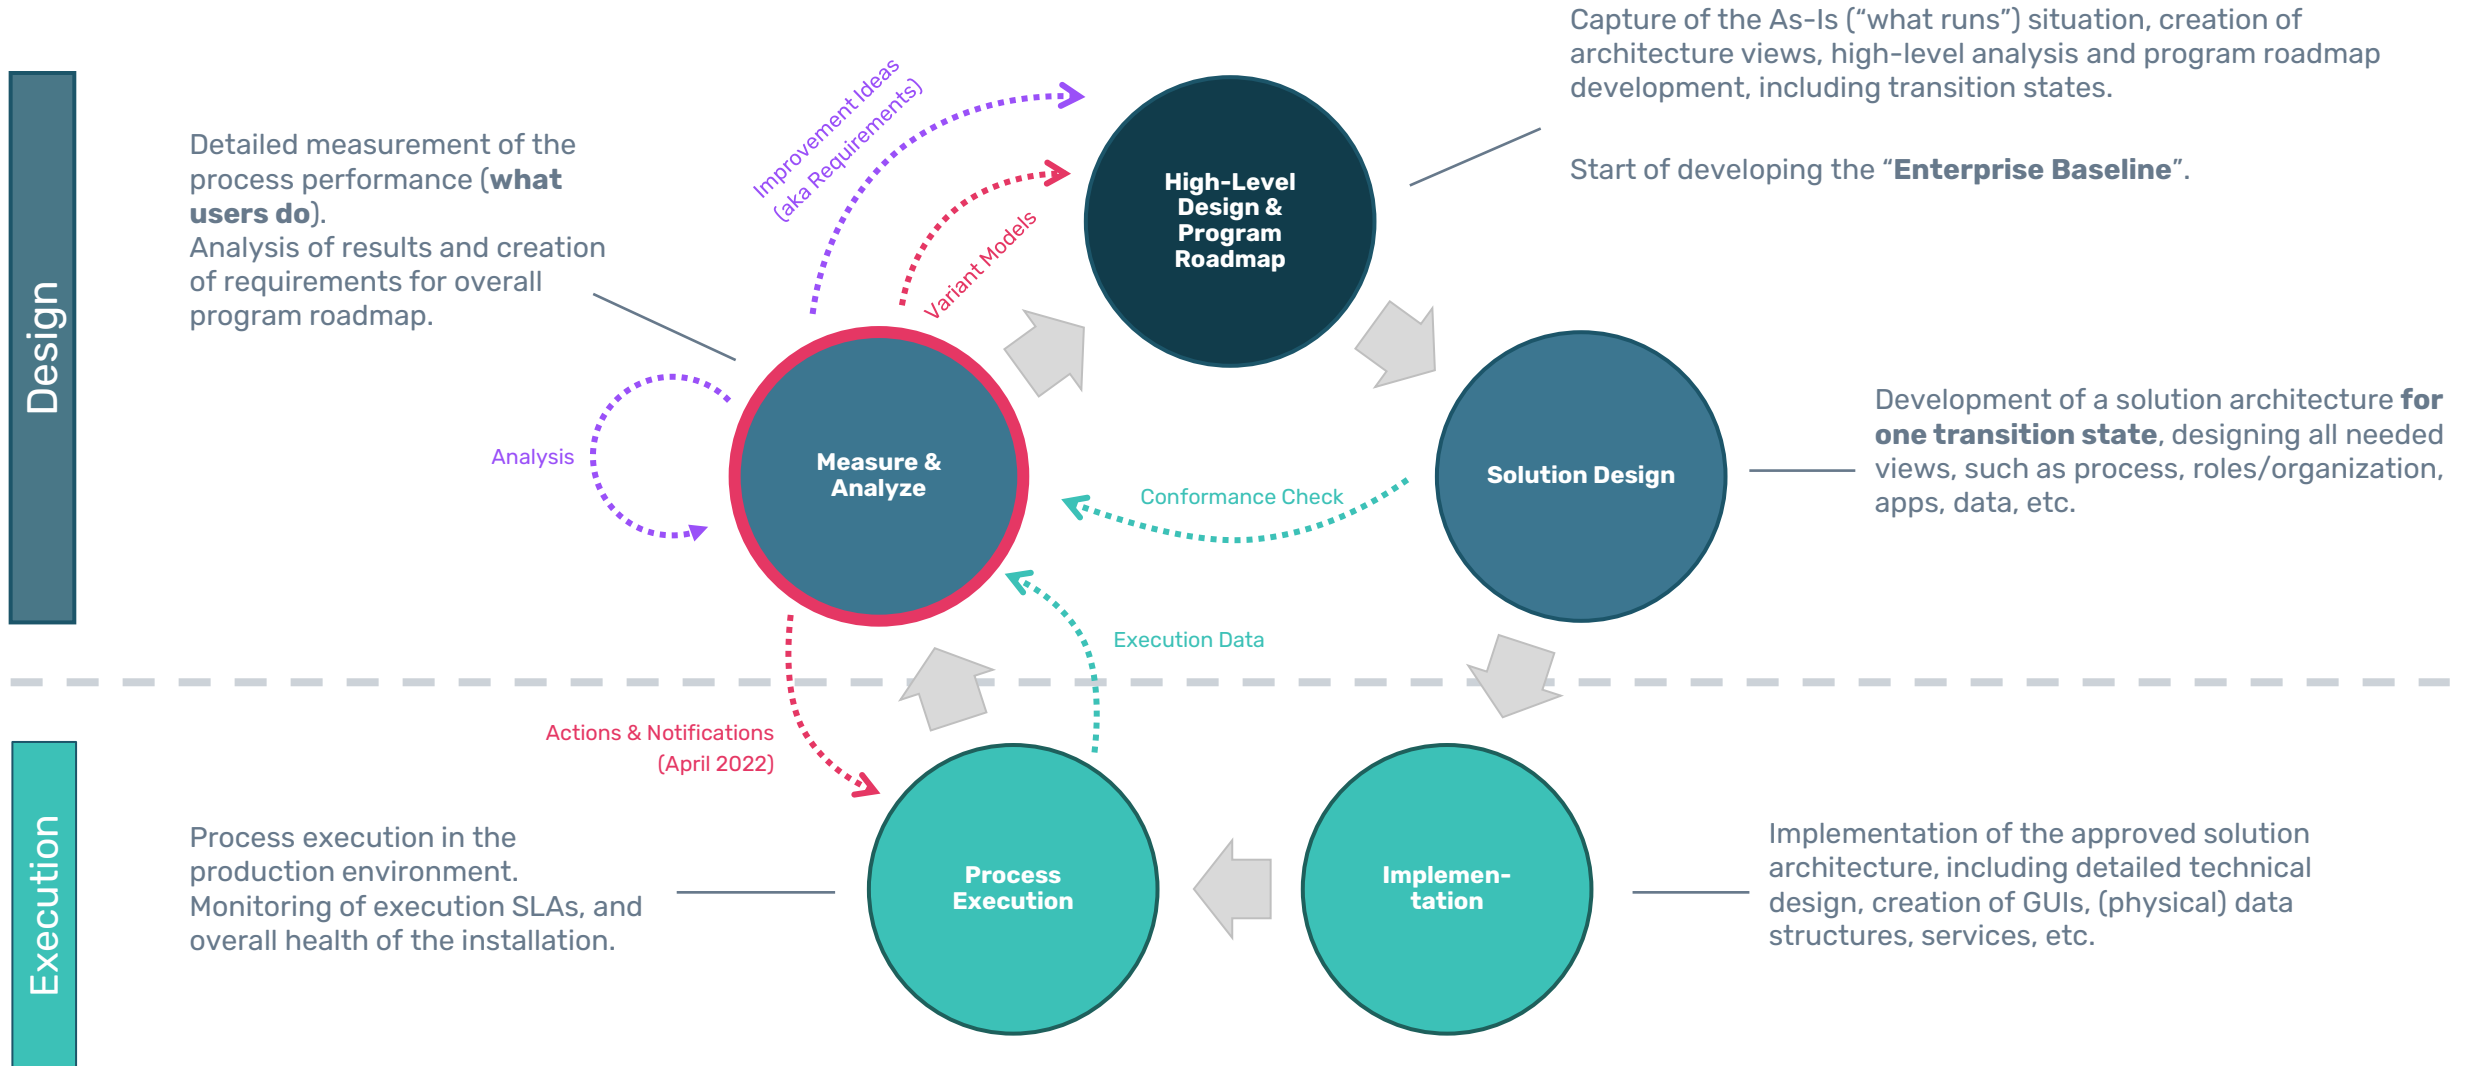 Capture of the As-Is (“what runs”) situation, creation of
architecture views, high-level analysis and program roadmap
development, including transition states.
Start of developing the “Enterprise Baseline”.
Design
Detailed measurement of the
process performance (what
users do).
Analysis of results and creation
of requirements for overall
program roadmap.
Improvement Ideas
(aka Requirements)
Variant Models
High-Level
Design &
Program
Roadmap
Analysis
Measure &
Analyze
Conformance Check
Solution Design
Development of a solution architecture for
one transition state, designing all needed
views, such as process, roles/organization,
apps, data, etc.
Execution Data
Actions & Notifications
(April 2022)
Execution
Process execution in the
production environment.
Monitoring of execution SLAs, and
overall health of the installation.
Process
Execution
Implemen-
tation
Implementation of the approved solution
architecture, including detailed technical
design, creation of GUIs, (physical) data
structures, services, etc.